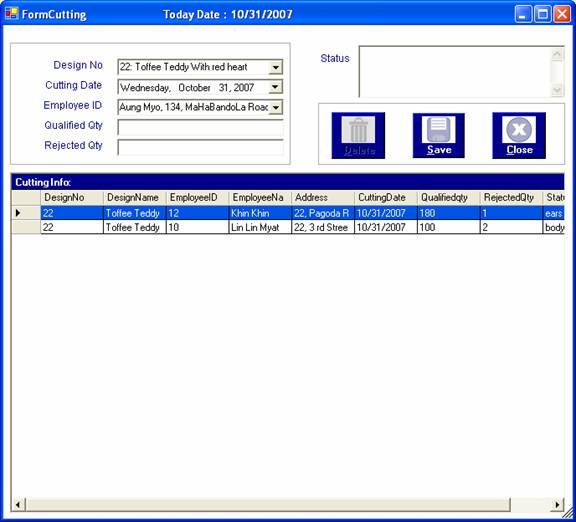 FormCutting Today Date : 10/31/2007
Design No 22: Toffee Teddy With red heart
Cutting Date Wednesday, October 31, 2007
Employee ID Aung Myo, 134, MaHaBandoLa Road
Qualified Qty
Rejected Qty
Status
Delete Save Close
Cutting Info:
DesignNo DesignName EmployeeID EmployeeNa Address CuttingDate Qualifiedqty RejectedQty Statu
22 Toffee Teddy 12 Khin Khin 22, Pagoda R 10/31/2007 180 1 ears
22 Toffee Teddy 10 Lin Lin Myat 22, 3 rd Stree 10/31/2007 100 2 body